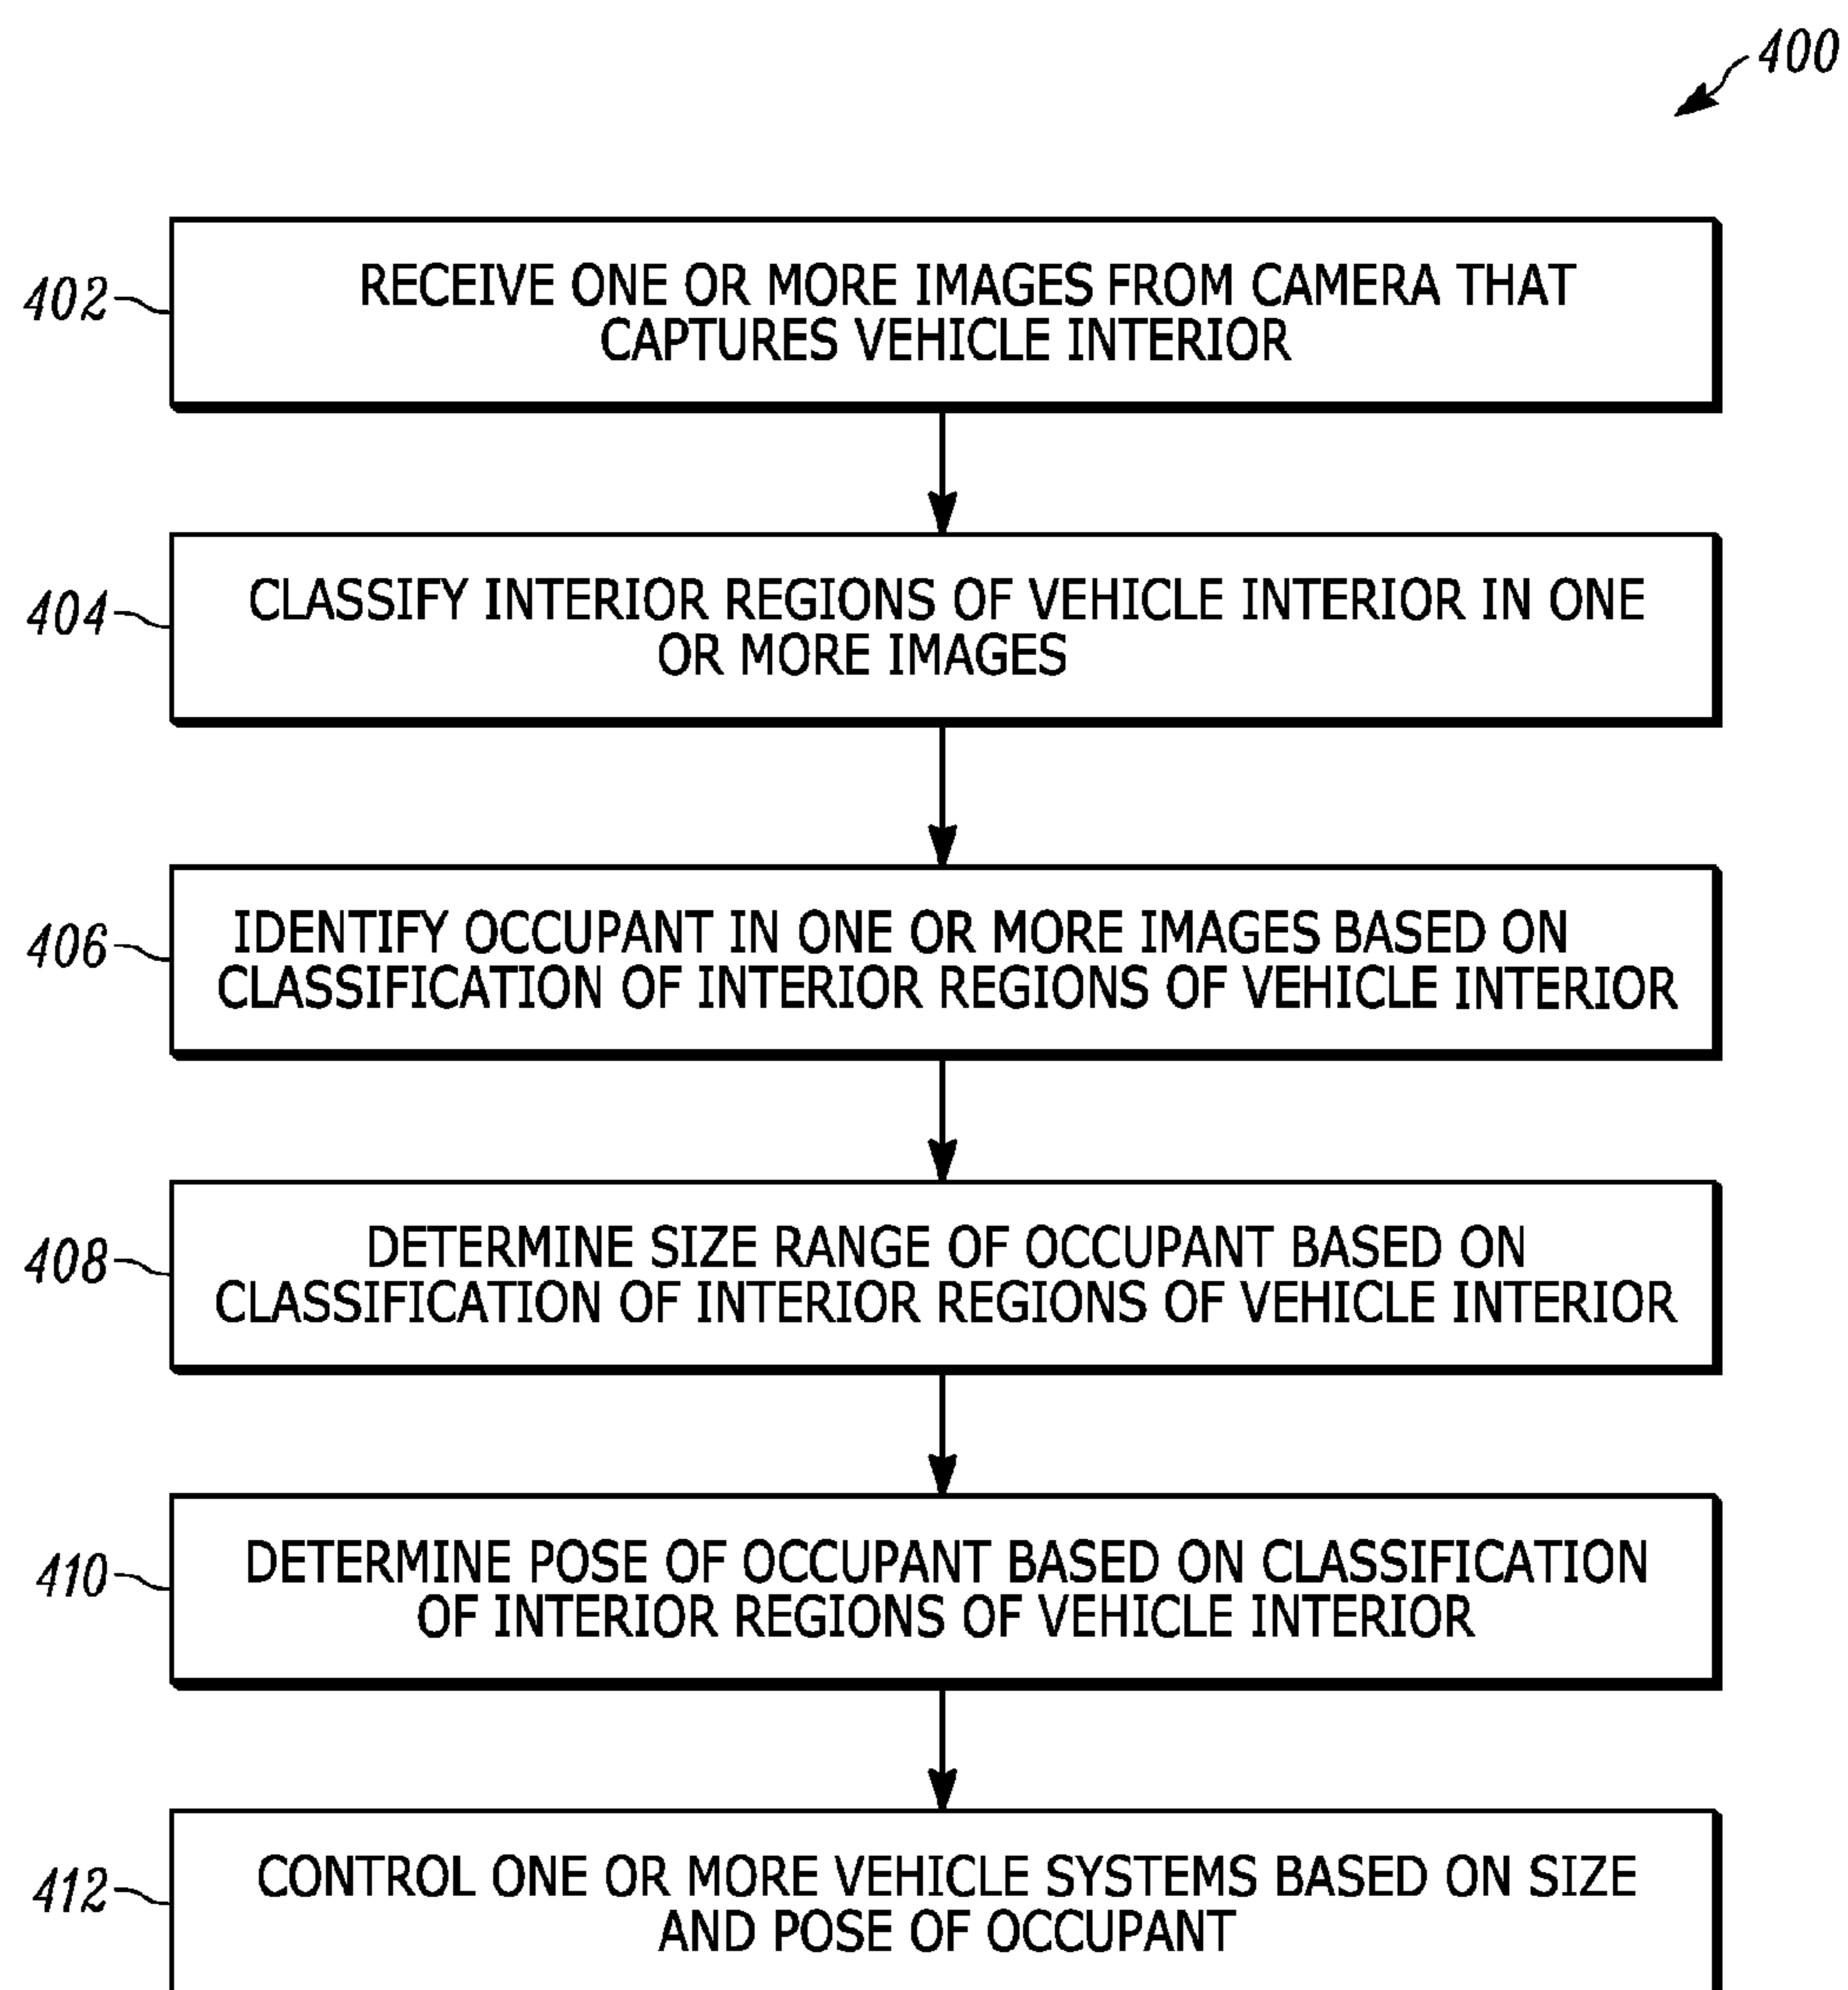 400
402
RECEIVE ONE OR MORE IMAGES FROM CAMERA THAT
CAPTURES VEHICLE INTERIOR
404
CLASSIFY INTERIOR REGIONS OF VEHICLE INTERIOR IN ONE
OR MORE IMAGES
406
IDENTIFY OCCUPANT IN ONE OR MORE IMAGES BASED ON
CLASSIFICATION OF INTERIOR REGIONS OF VEHICLE INTERIOR
408
DETERMINE SIZE RANGE OF OCCUPANT BASED ON
CLASSIFICATION OF INTERIOR REGIONS OF VEHICLE INTERIOR
410
DETERMINE POSE OF OCCUPANT BASED ON CLASSIFICATION
OF INTERIOR REGIONS OF VEHICLE INTERIOR
412
CONTROL ONE OR MORE VEHICLE SYSTEMS BASED ON SIZE
AND POSE OF OCCUPANT